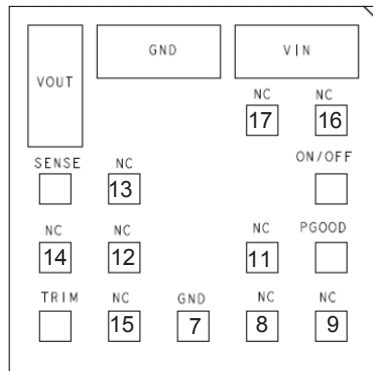 GND VIN
VOUT
NC NC
17 16
SENSE NC ON/OFF
13
NC NC NC PGOOD
14 12 11
TRIM NC GND NC NC
15 7 8 9